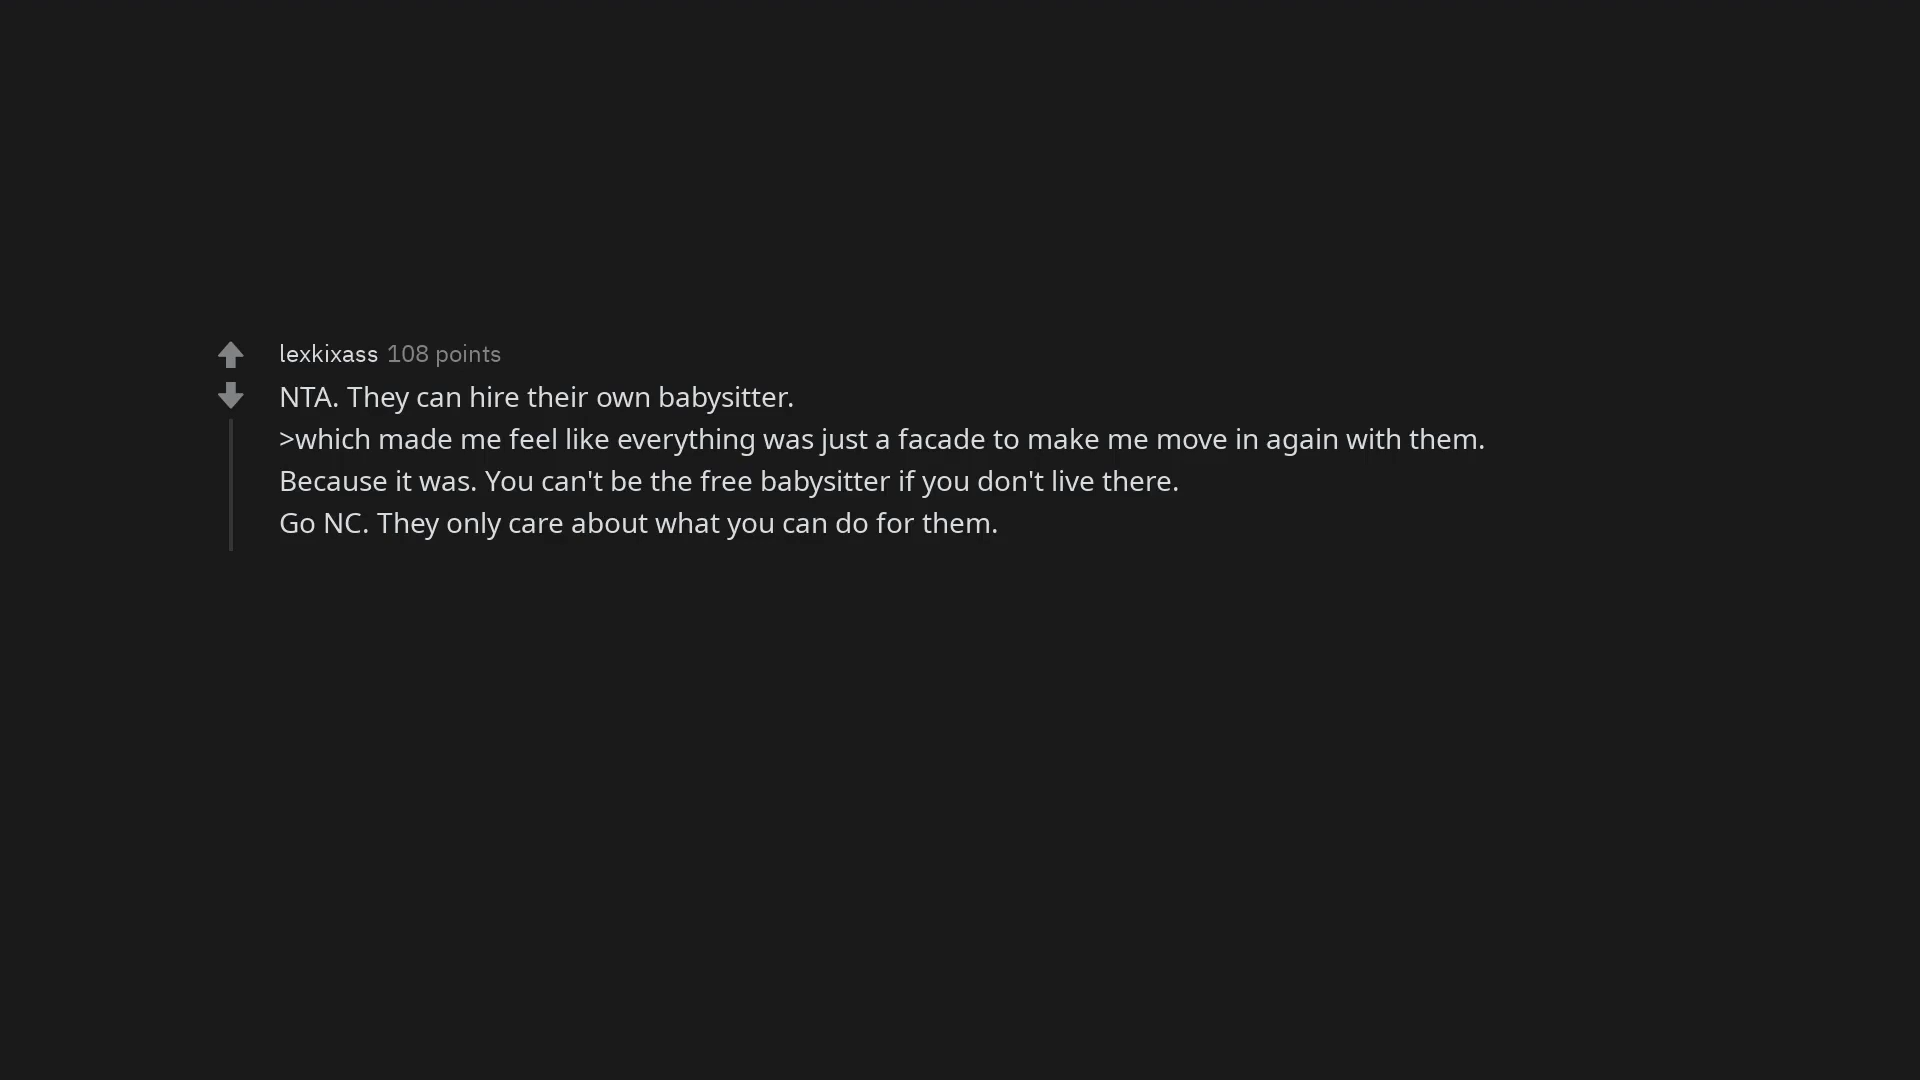 lexkixass 108 points
NTA. They can hire their own babysitter.
>which made me feel like everything was just a facade to make me move in again with them.
Because it was. You can't be the free babysitter if you don't live there.
Go NC. They only care about what you can do for them.